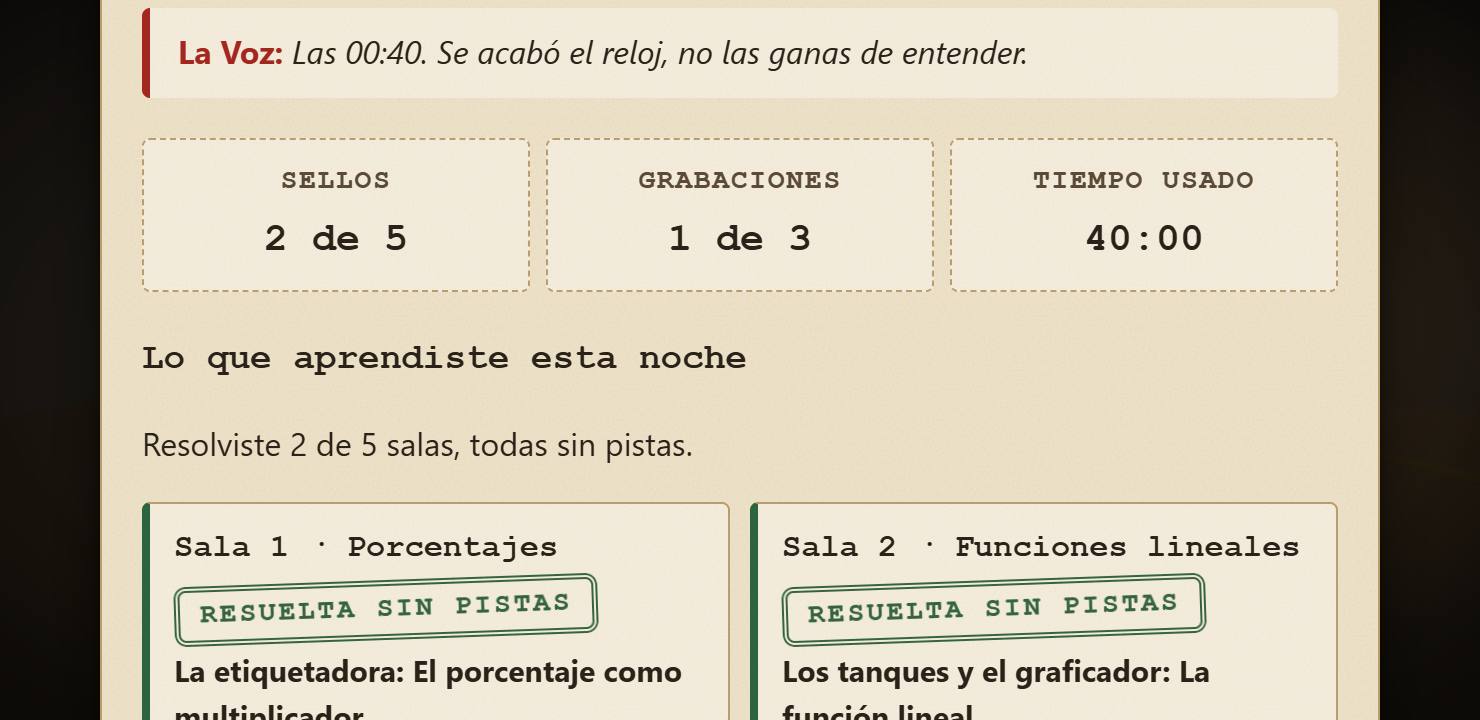 La Voz: Las 00:40. Se acabó el reloj, no las ganas de entender.
SELLOS
2 de 5
GRABACIONES
1 de 3
TIEMPO USADO
40:00
Lo que aprendiste esta noche
Resolviste 2 de 5 salas, todas sin pistas.
Sala 1 · Porcentajes
RESUELTA SIN PISTAS
La etiquetadora: El porcentaje como
multiplicador
Sala 2 · Funciones lineales
RESUELTA SIN PISTAS
Los tanques y el graficador: La
función lineal